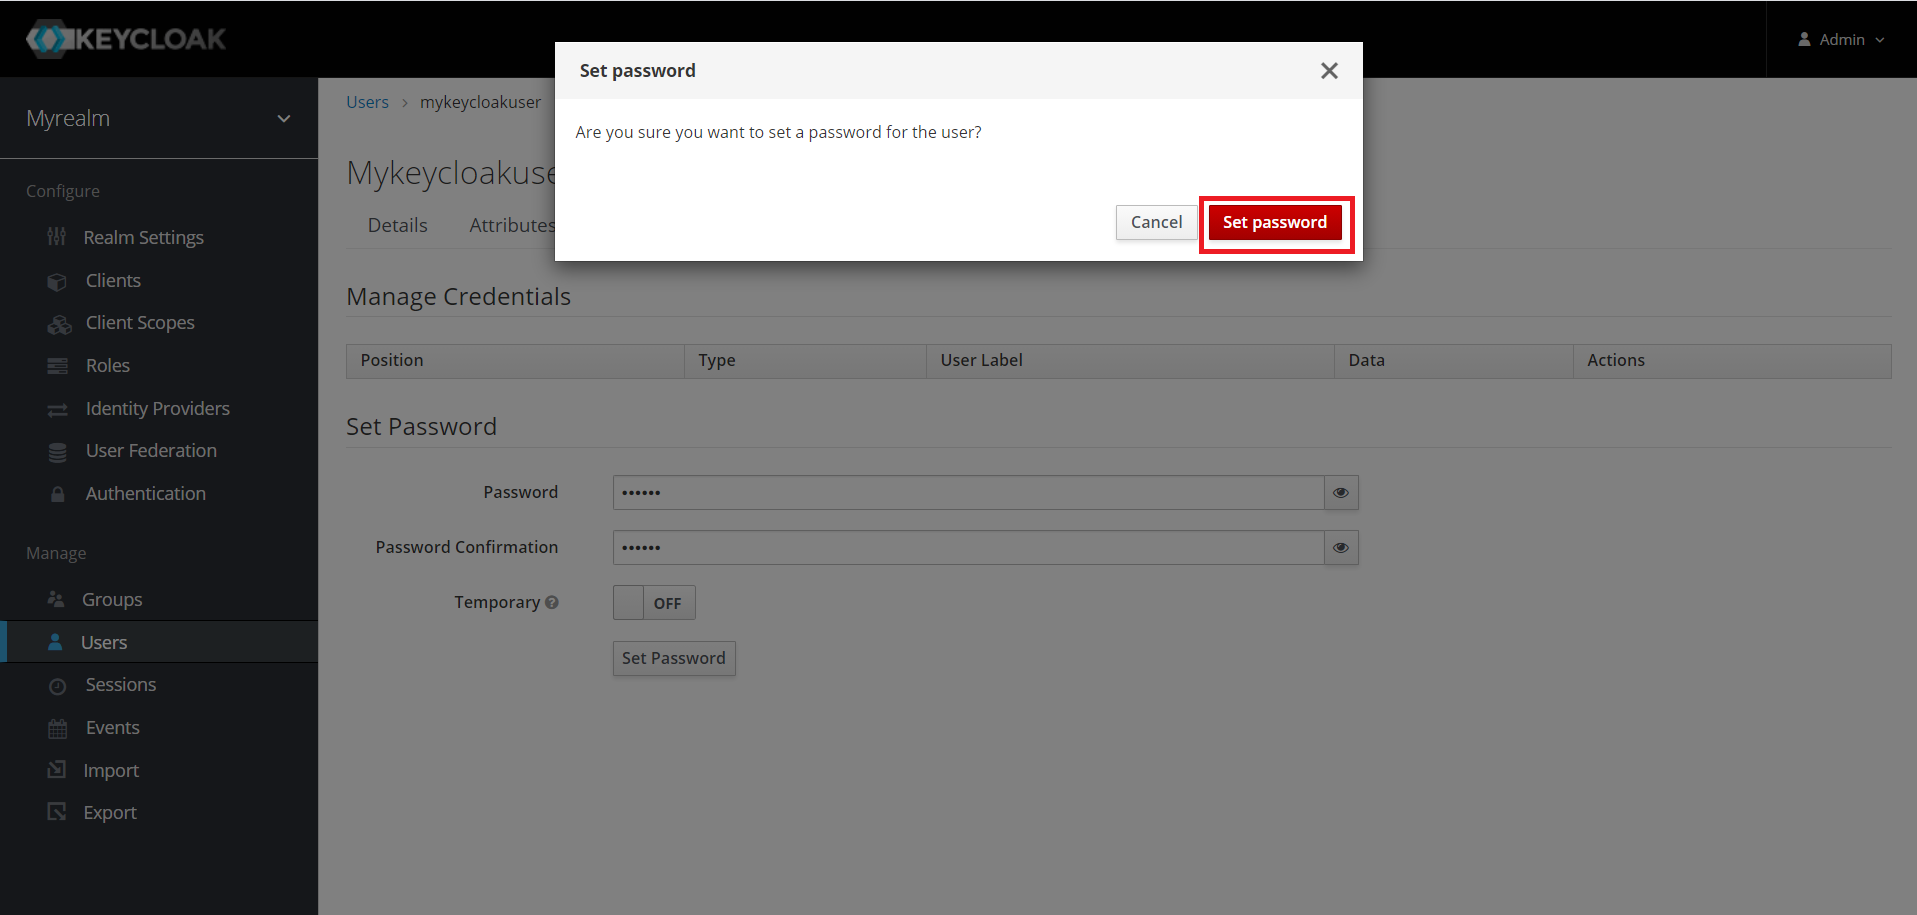 KEYCLOAK
Admin
Set password
Are you sure you want to set a password for the user?
Cancel
Set password
Myrealm
Configure
Realm Settings
Clients
Client Scopes
Roles
Identity Providers
User Federation
Authentication
Manage
Groups
Users
Sessions
Events
Import
Export
Users > mykeycloakuser
Mykeycloakuse
Details Attributes
Manage Credentials
Position Type User Label Data Actions
Set Password
Password ••••••
Password Confirmation ••••••
Temporary OFF
Set Password